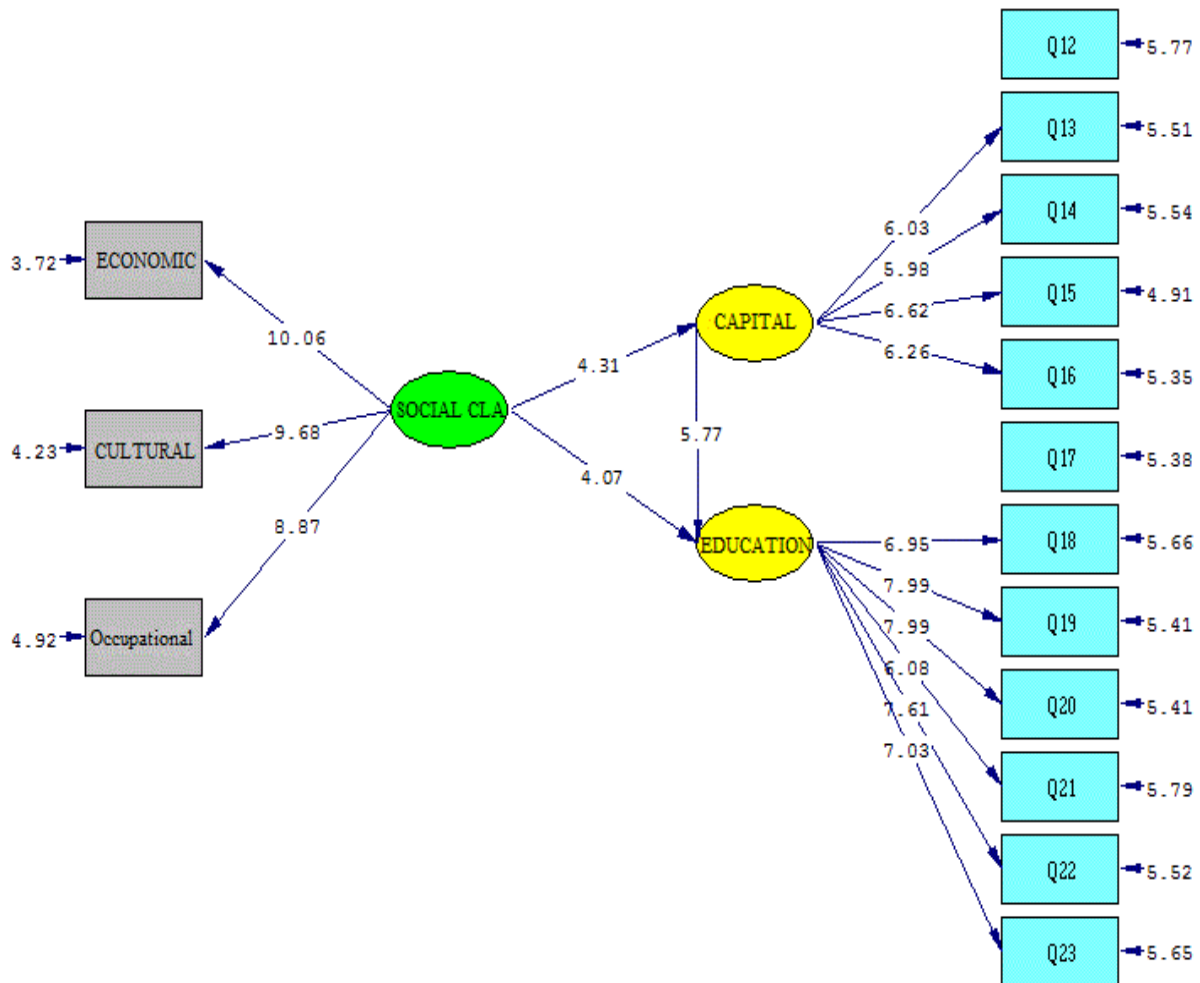 Q12
5.77
Q13
5.51
Q14
5.54
6.03
ECONOMIC
3.72
5.98
Q15
4.91
6.62
CAPITAL
10.06
6.26
4.31
Q16
5.35
SOCIAL CLA
9.68
5.77
CULTURAL
4.23
Q17
5.38
4.07
8.87
EDUCATION
6.95
Q18
5.66
7.99
Q19
5.41
7.99
Occupational
4.92
6.08
Q20
5.41
7.61
7.03
Q21
5.79
Q22
5.52
Q23
5.65